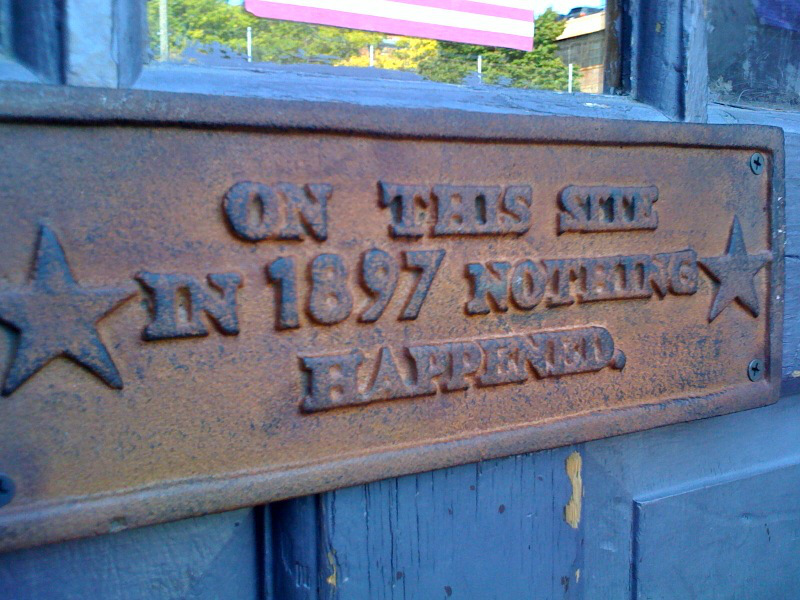 ON THIS SITE
IN 1897 NOTHING
HAPPENED.